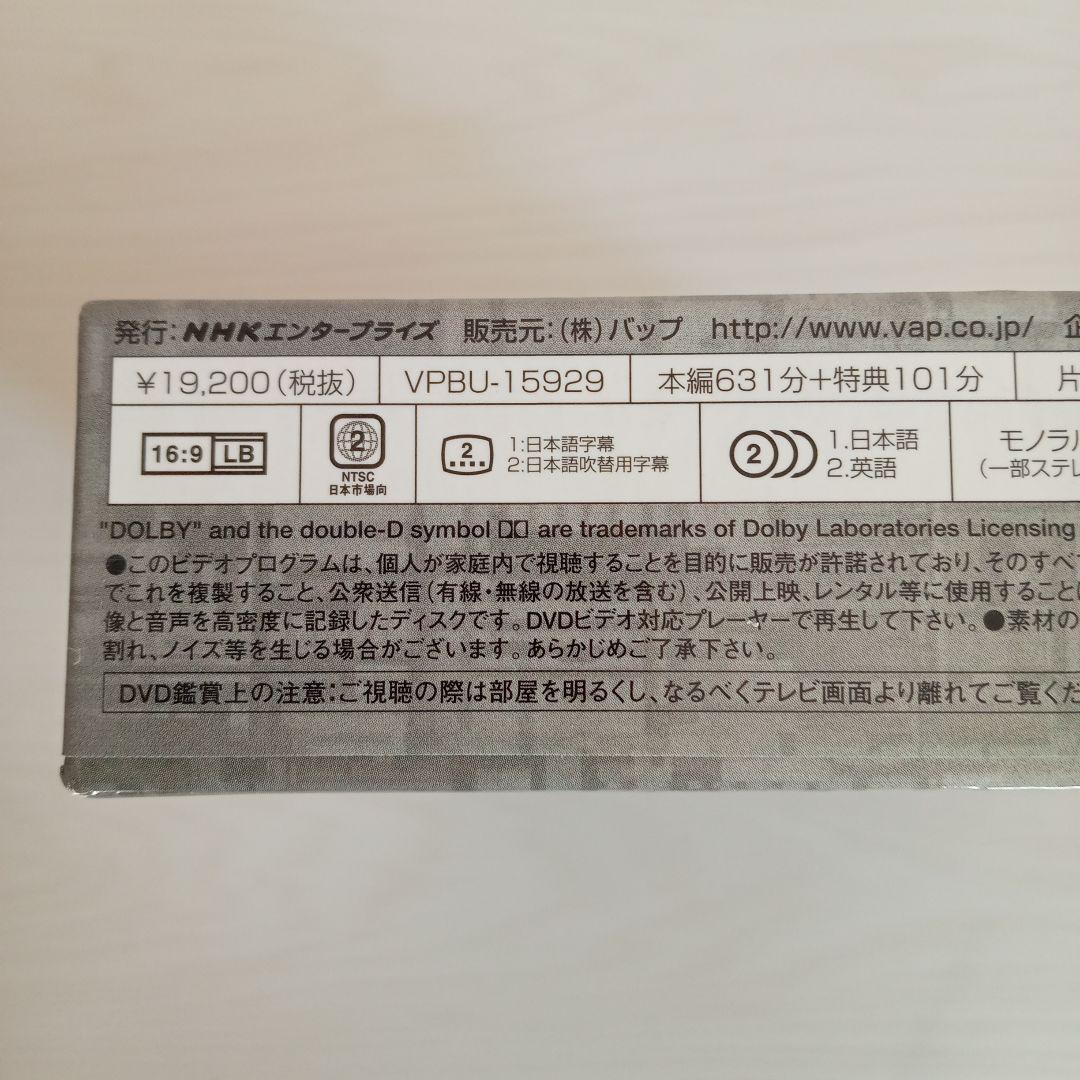 発行:NHKエンタープライズ 販売元:(株)バップ http://www.vap.co.jp/ 企
¥19,200(税抜) VPBU-15929 本編631分+特典101分 片
16:9 LB 2 NTSC 日本市場向 2 1:日本語字幕 2:日本語吹替用字幕 2 1.日本語 2.英語 モノラル (一部ステレ
"DOLBY" and the double-D symbol are trademarks of Dolby Laboratories Licensing
●このビデオプログラムは、個人が家庭内で視聴することを目的に販売が許諾されており、そのすべ
でこれを複製すること、公衆送信(有線・無線の放送を含む)、公開上映、レンタル等に使用すること
像と音声を高密度に記録したディスクです。DVDビデオ対応プレーヤーで再生して下さい。●素材の
割れ、ノイズ等を生じる場合がございます。あらかじめご了承下さい。
DVD鑑賞上の注意:ご視聴の際は部屋を明るくし、なるべくテレビ画面より離れてご覧くだ